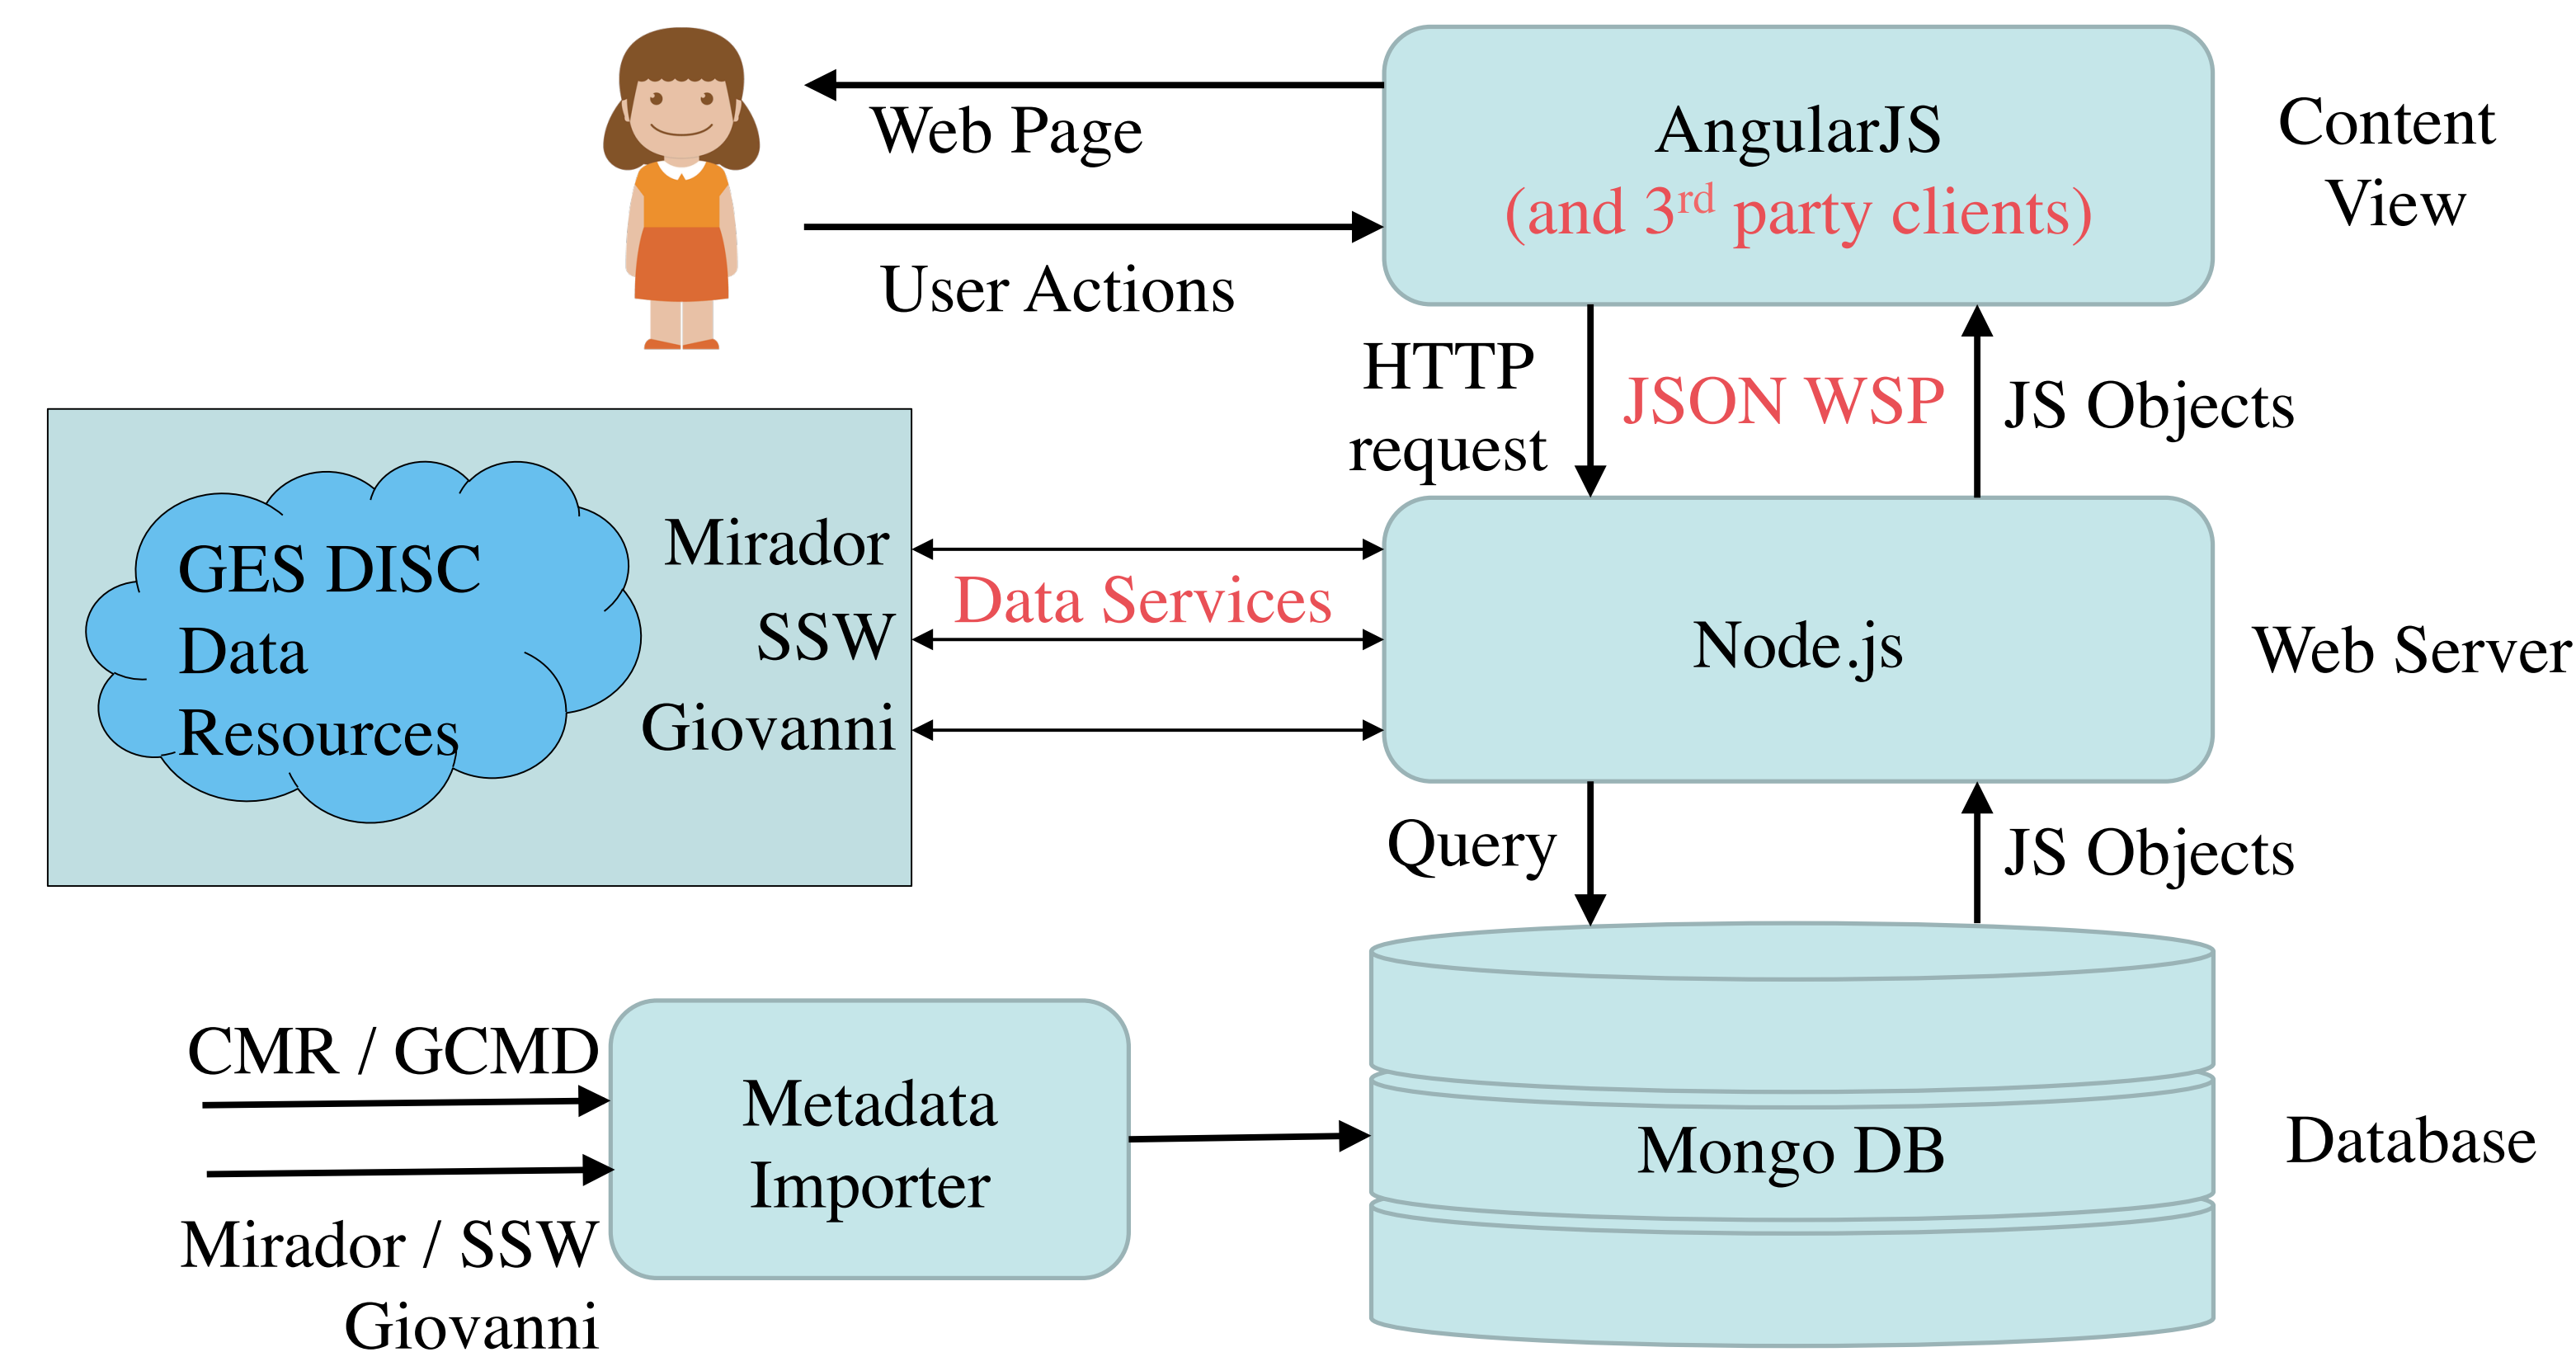 Web Page
User Actions
AngularJS
(and 3rd party clients)
Content
View
HTTP
request
JSON WSP
JS Objects
GES DISC
Data
Resources
Mirador
SSW
Giovanni
Data Services
Node.js
Web Server
Query
JS Objects
CMR / GCMD
Mirador / SSW
Giovanni
Metadata
Importer
Mongo DB
Database